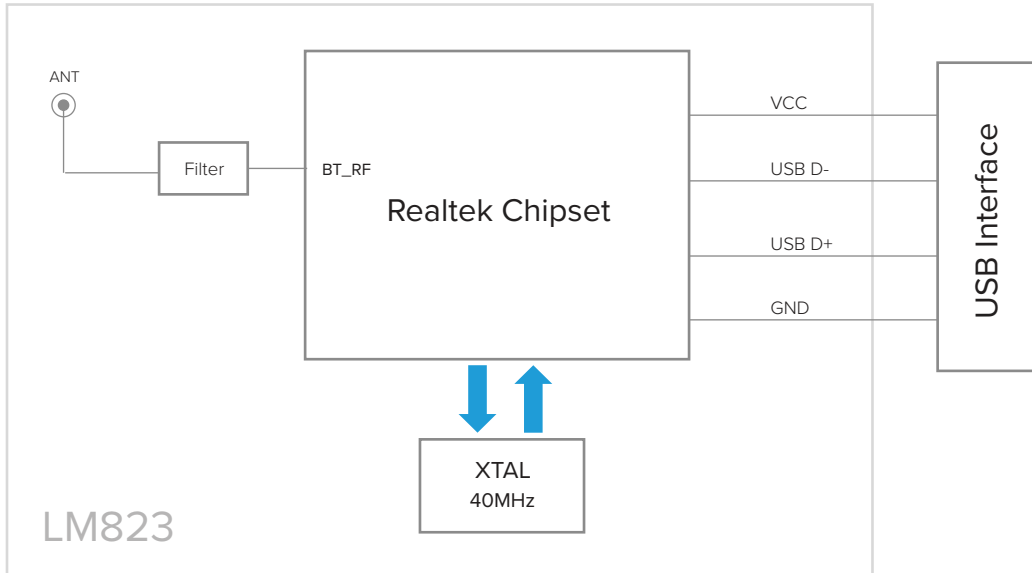 ANT
Filter
BT_RF
Realtek Chipset
VCC
USB D-
USB D+
GND
USB Interface
XTAL
40MHz
LM823